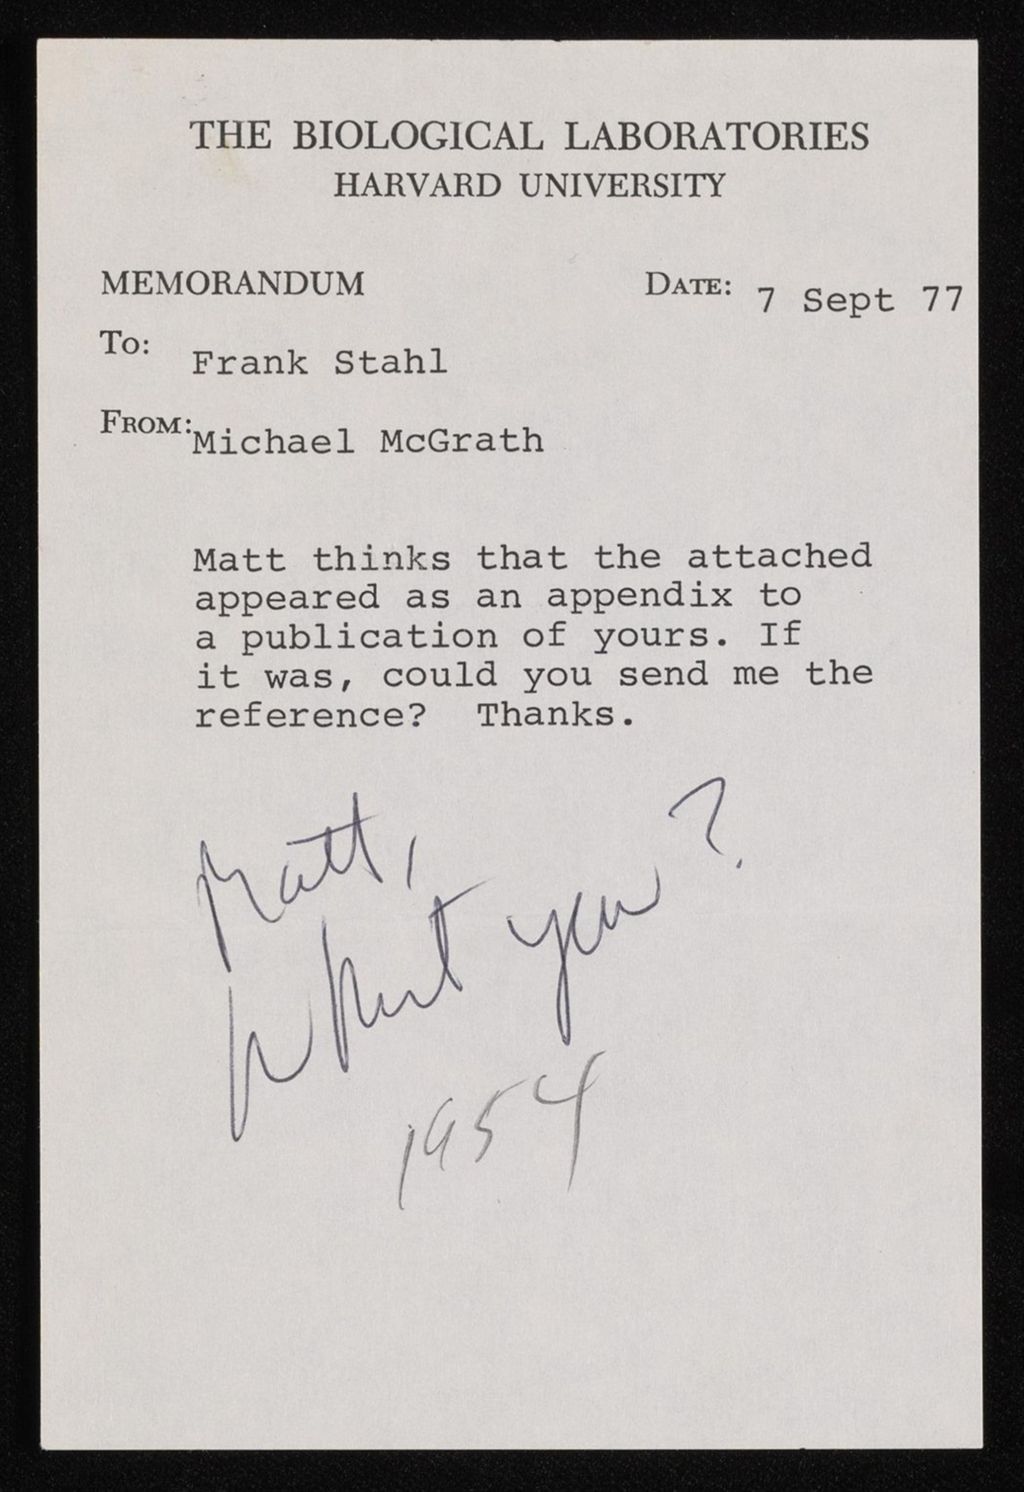 THE BIOLOGICAL LABORATORIES
HARVARD UNIVERSITY
MEMORANDUM DATE: 7 Sept 77
To: Frank Stahl
FROM: Michael McGrath
Matt thinks that the attached
appeared as an appendix to
a publication of yours. If
it was, could you send me the
reference? Thanks.
Matt,
What year?
1954